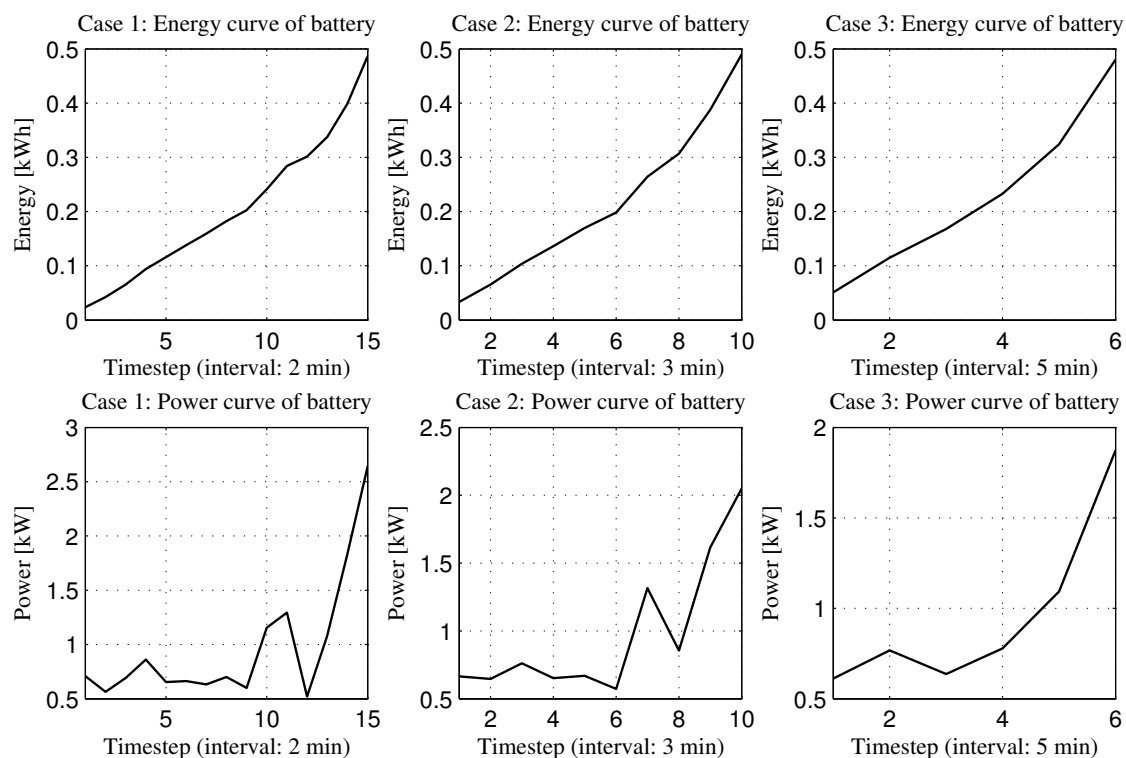 Case 1: Energy curve of battery
0.5
0.4
0.3
0.2
0.1
0
Energy [kWh]
5 10 15
Timestep (interval: 2 min)
Case 2: Energy curve of battery
0.5
0.4
0.3
0.2
0.1
0
Energy [kWh]
2 4 6 8 10
Timestep (interval: 3 min)
Case 3: Energy curve of battery
0.5
0.4
0.3
0.2
0.1
0
Energy [kWh]
2 4 6
Timestep (interval: 5 min)
Case 1: Power curve of battery
3
2.5
2
1.5
1
0.5
Power [kW]
5 10 15
Timestep (interval: 2 min)
Case 2: Power curve of battery
2.5
2
1.5
1
0.5
Power [kW]
2 4 6 8 10
Timestep (interval: 3 min)
Case 3: Power curve of battery
2
1.5
1
0.5
Power [kW]
2 4 6
Timestep (interval: 5 min)